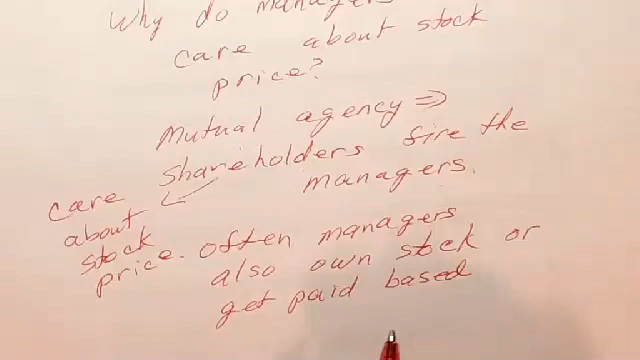 Why do managers
care about stock
price?
Mutual agency ⇒
shareholders fire the
managers.
care
about
stock
price.
often managers
also own stock or
get paid based